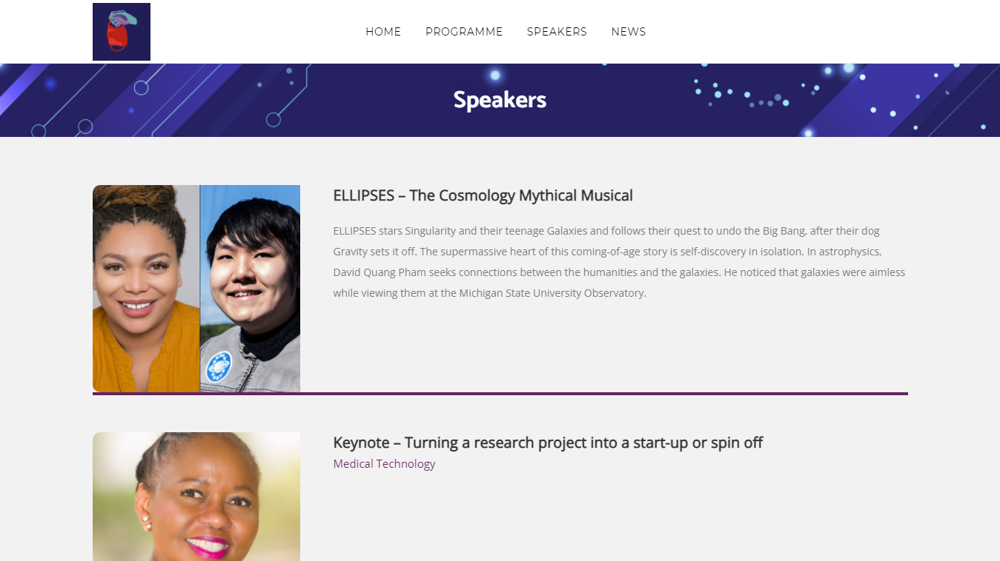 HOME PROGRAMME SPEAKERS NEWS
Speakers
ELLIPSES – The Cosmology Mythical Musical
ELLIPSES stars Singularity and their teenage Galaxies and follows their quest to undo the Big Bang, after their dog
Gravity sets it off. The supermassive heart of this coming-of-age story is self-discovery in isolation. In astrophysics,
David Quang Pham seeks connections between the humanities and the galaxies. He noticed that galaxies were aimless
while viewing them at the Michigan State University Observatory.
Keynote – Turning a research project into a start-up or spin off
Medical Technology